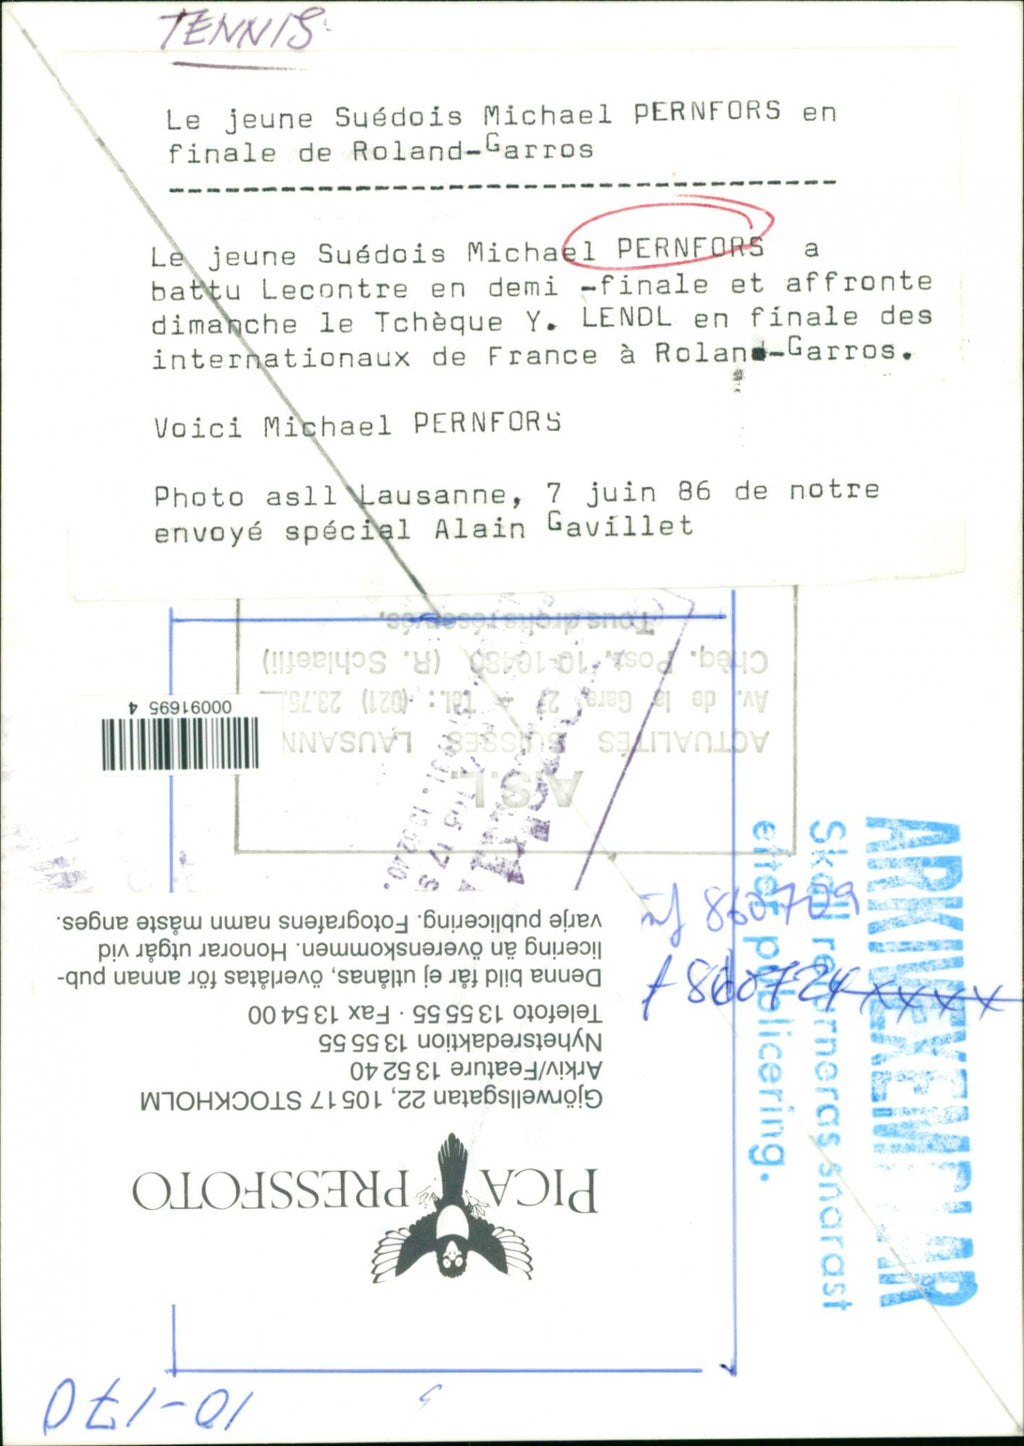 TENNIS
Le jeune Suédois Michael PERNFORS en
finale de Roland-Garros
Le jeune Suédois Michael PERNFORS a
battu Lecontre en demi -finale et affronte
dimanche le Tchèque Y. LENDL en finale des
internationaux de France à Rolan -Garros.
Voici Michael PERNFORS
Photo asll Lausanne, 7 juin 86 de notre
envoyé spécial Alain Gavillet
A.S.L.
ACTUALITÉS SUISSES LAUSANN
Av. de la Gare 27 - Tél.: (021) 23.75.
Chèq. Post. 10-10480 (R. Schlaefli)
Tous droits réservés.
000091695 4
ARKIVEXEMPLAR
Skall returneras snarast
efter publicering.
860709
860724 xxxx
PICA PRESSFOTO
Gjörwellsgatan 22, 105 17 STOCKHOLM
Arkiv/Feature 13 52 40
Nyhetsredaktion 13 55 55
Telefoto 13 55 55 · Fax 13 54 00
Denna bild får ej utlånas, överlåtas för annan pub-
licering än överenskommen. Honorar utgår vid
varje publicering. Fotografens namn måste anges.